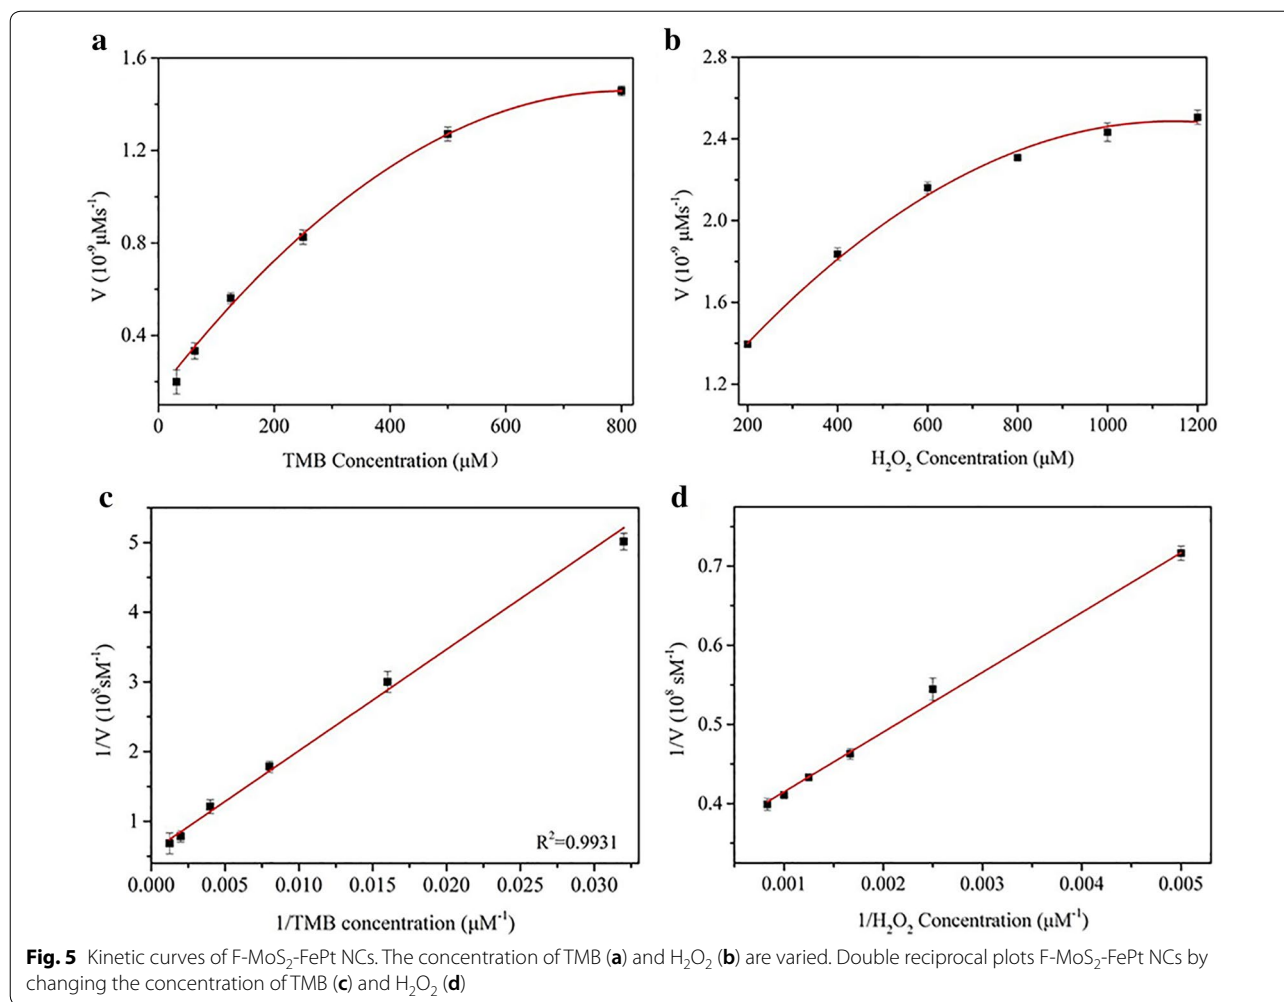 a
1.6
1.2
0.8
0.4
0
200
400
600
800
V (10⁻⁹μMs⁻¹)
TMB Concentration (μM）
b
2.8
2.4
2.0
1.6
1.2
200
400
600
800
1000
1200
V (10⁻⁹ μMs⁻¹)
H₂O₂ Concentration (μM)
c
5
4
3
2
1
0.000
0.005
0.010
0.015
0.020
0.025
0.030
1/V (10⁸sM⁻¹)
R²=0.9931
1/TMB concentration (μM⁻¹)
d
0.7
0.6
0.5
0.4
0.001
0.002
0.003
0.004
0.005
1/V (10⁸ sM⁻¹)
1/H₂O₂ Concentration (μM⁻¹)
Fig. 5 Kinetic curves of F-MoS₂-FePt NCs. The concentration of TMB (a) and H₂O₂ (b) are varied. Double reciprocal plots F-MoS₂-FePt NCs by
changing the concentration of TMB (c) and H₂O₂ (d)